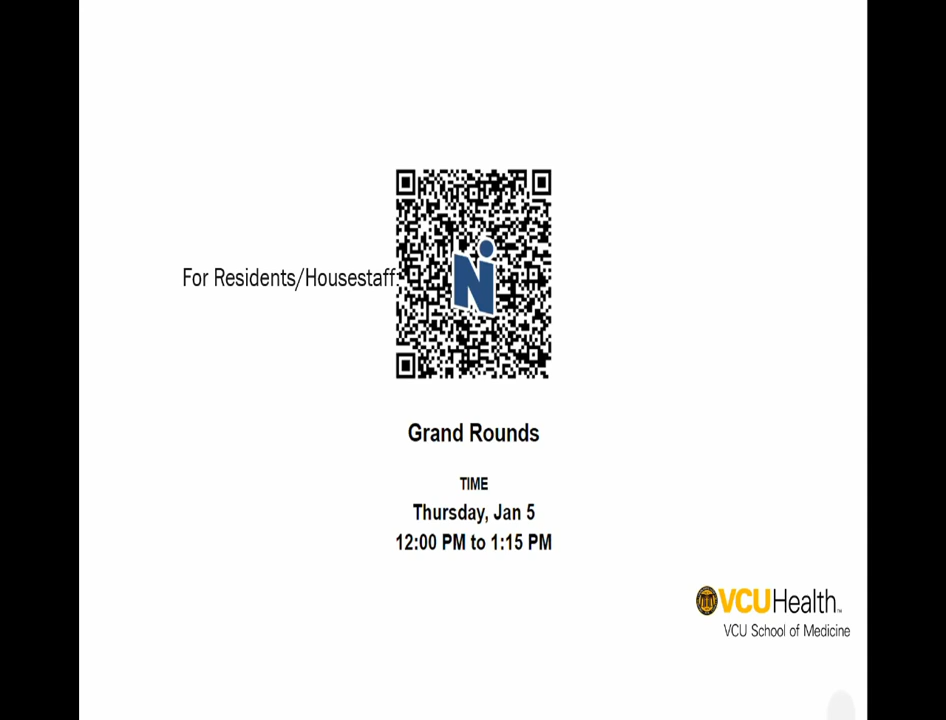 For Residents/Housestaff:
Grand Rounds
TIME
Thursday, Jan 5
12:00 PM to 1:15 PM
VCUHealth™
VCU School of Medicine